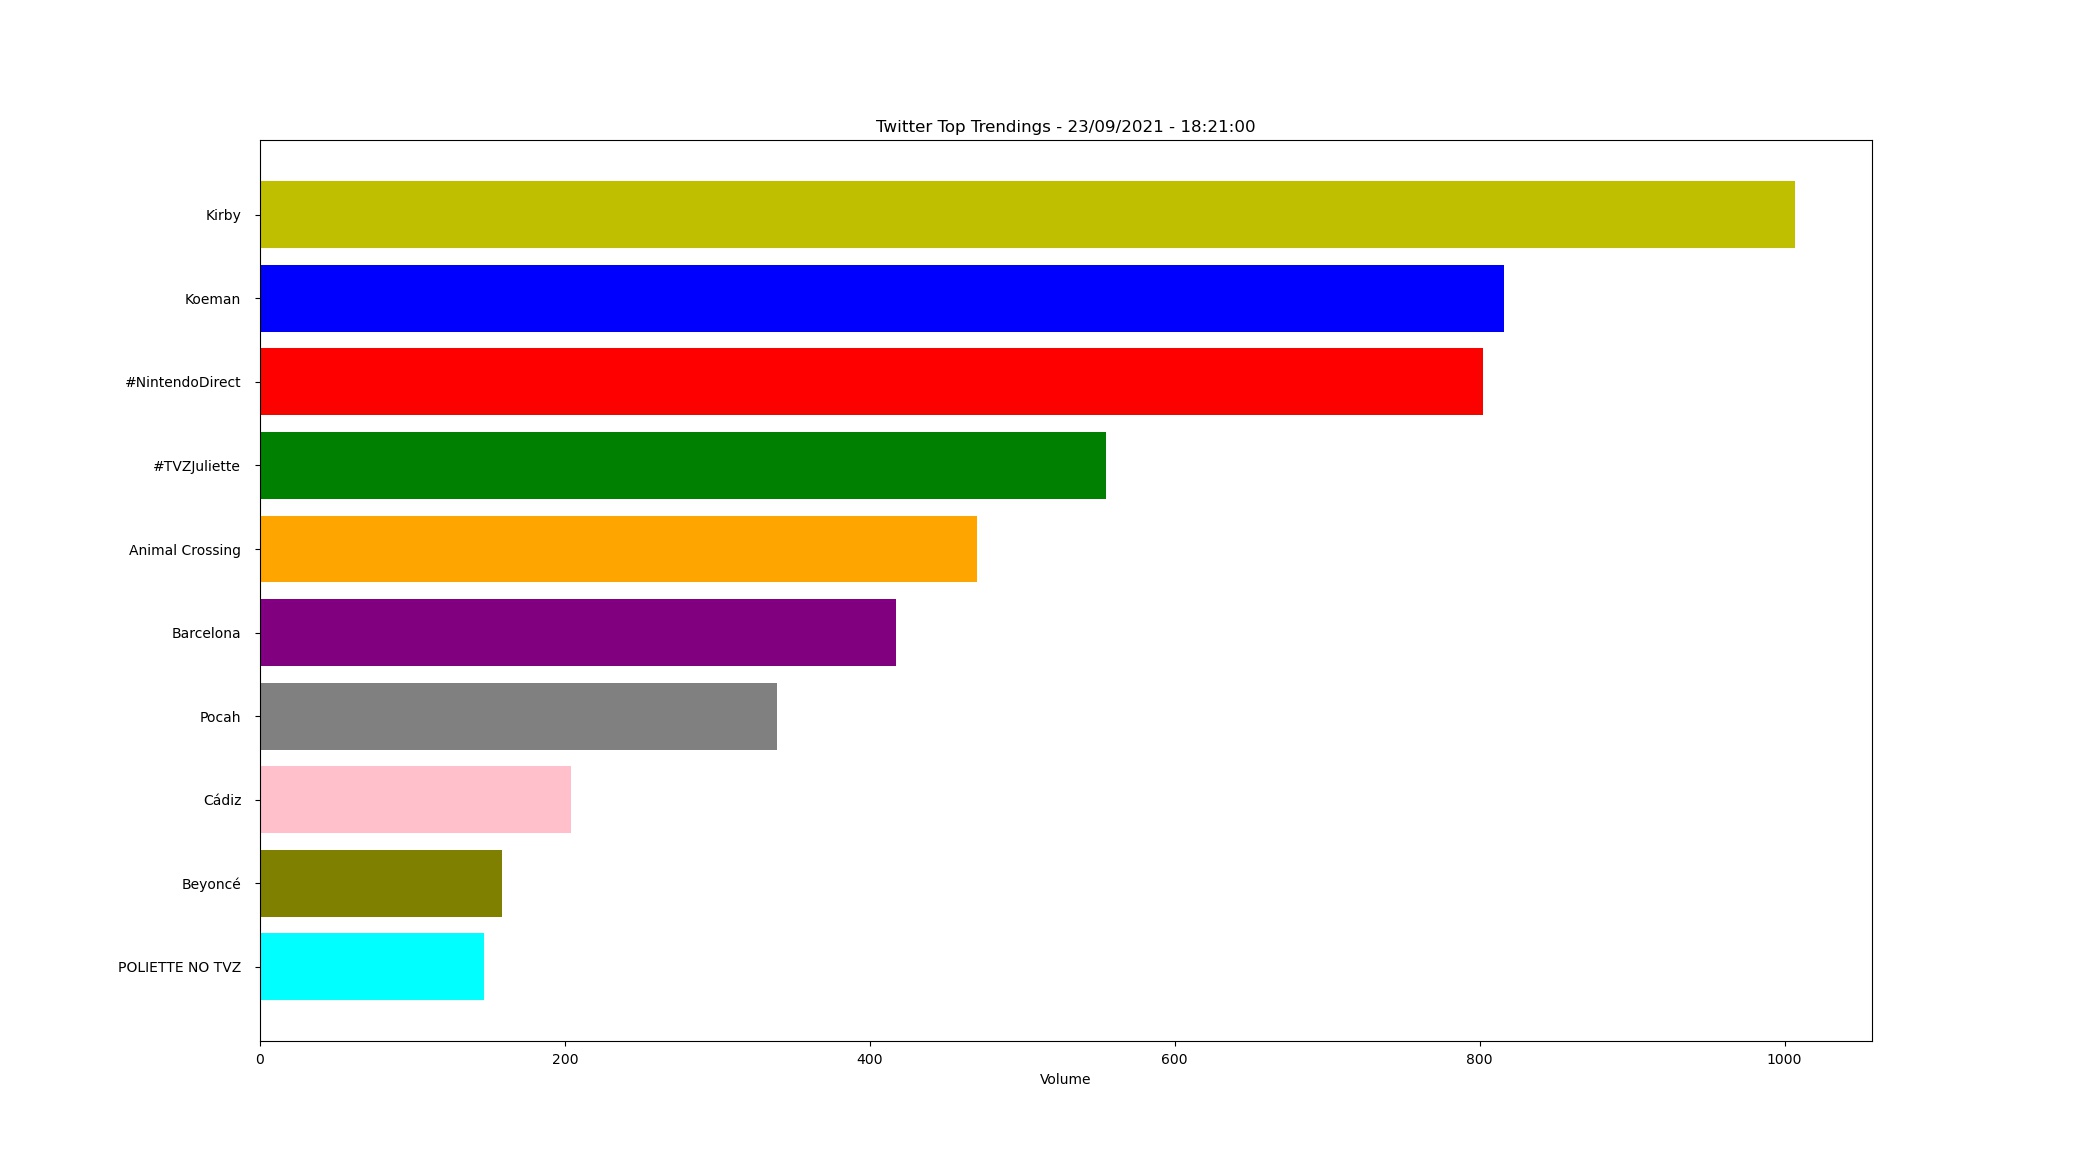 Twitter Top Trendings - 23/09/2021 - 18:21:00
Kirby
Koeman
#NintendoDirect
#TVZJuliette
Animal Crossing
Barcelona
Pocah
Cádiz
Beyoncé
POLIETTE NO TVZ
0 200 400 600 800 1000
Volume